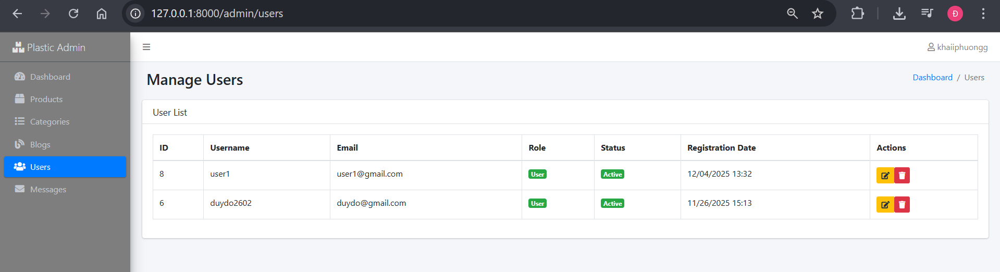 127.0.0.1:8000/admin/users
Đ
Plastic Admin
khaiiphuongg
Dashboard
Products
Categories
Blogs
Users
Messages
Manage Users
Dashboard / Users
User List
ID Username Email Role Status Registration Date Actions
8 user1 user1@gmail.com User Active 12/04/2025 13:32
6 duydo2602 duydo@gmail.com User Active 11/26/2025 15:13